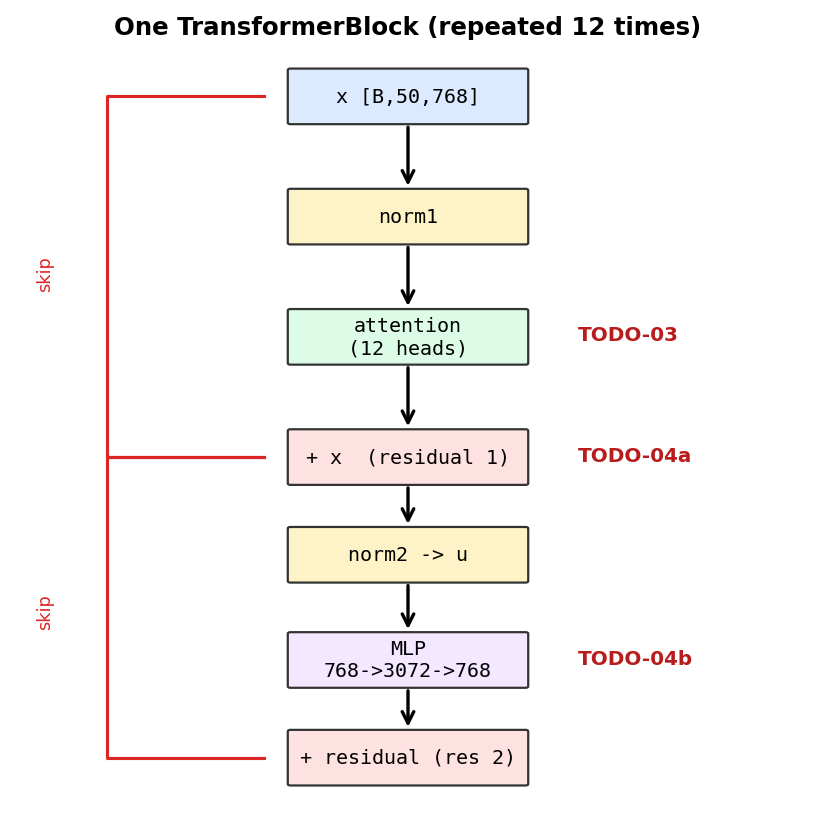 One TransformerBlock (repeated 12 times)
x [B,50,768]
norm1
skip
attention
(12 heads)
TODO-03
+ x  (residual 1)
TODO-04a
norm2 -> u
skip
MLP
768->3072->768
TODO-04b
+ residual (res 2)